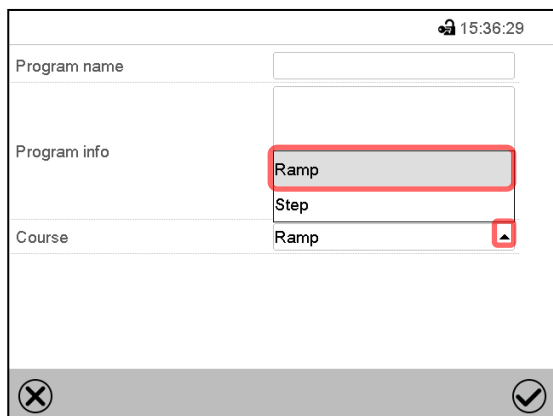 15:36:29
Program name
Program info
Ramp
Step
Course
Ramp